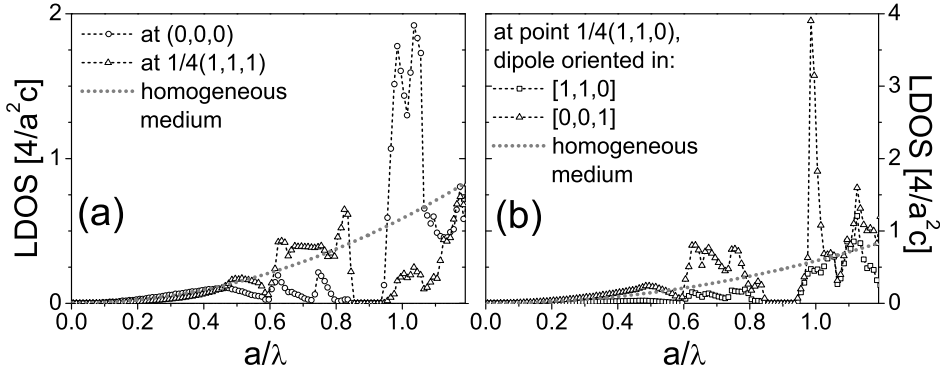 2
at (0,0,0)
at 1/4(1,1,1)
homogeneous
medium
1
(a)
0
0.0 0.2 0.4 0.6 0.8 1.0
a/λ
LDOS [4/a²c]
at point 1/4(1,1,0),
dipole oriented in:
[1,1,0]
[0,0,1]
homogeneous
medium
(b)
4
3
2
1
0
0.0 0.2 0.4 0.6 0.8 1.0
a/λ
LDOS [4/a²c]